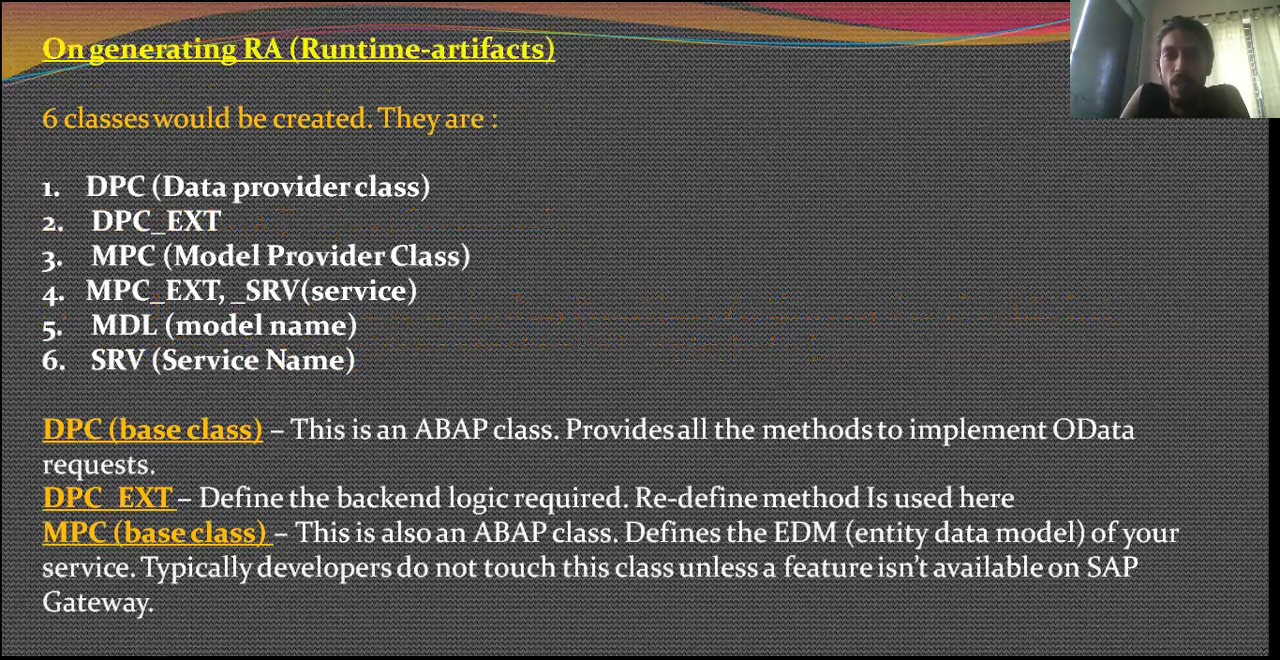 On generating RA (Runtime-artifacts)
6 classes would be created. They are :
1. DPC (Data provider class)
2. DPC_EXT
3. MPC (Model Provider Class)
4. MPC_EXT, _SRV(service)
5. MDL (model name)
6. SRV (Service Name)
DPC (base class) – This is an ABAP class. Provides all the methods to implement OData
requests.
DPC_EXT – Define the backend logic required. Re-define method Is used here
MPC (base class) – This is also an ABAP class. Defines the EDM (entity data model) of your
service. Typically developers do not touch this class unless a feature isn't available on SAP
Gateway.